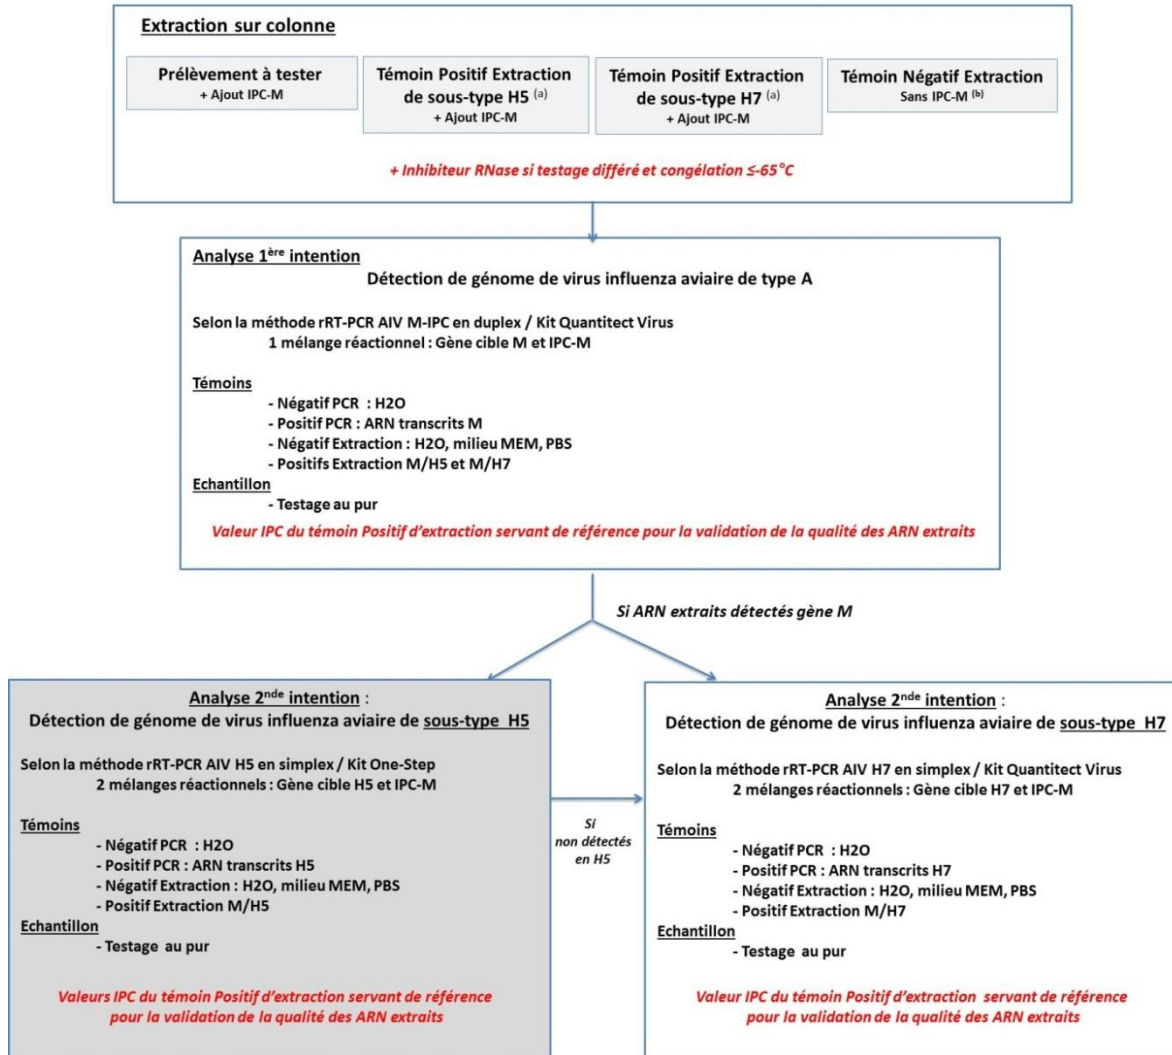 Extraction sur colonne
Prélèvement à tester
+ Ajout IPC-M
Témoin Positif Extraction
de sous-type H5 (a)
+ Ajout IPC-M
Témoin Positif Extraction
de sous-type H7 (a)
+ Ajout IPC-M
Témoin Négatif Extraction
Sans IPC-M (b)
+ Inhibiteur RNase si testage différé et congélation ≤-65°C
Analyse 1ère intention
Détection de génome de virus influenza aviaire de type A
Selon la méthode rRT-PCR AIV M-IPC en duplex / Kit Quantitect Virus
1 mélange réactionnel : Gène cible M et IPC-M
Témoins
- Négatif PCR : H2O
- Positif PCR : ARN transcrits M
- Négatif Extraction : H2O, milieu MEM, PBS
- Positifs Extraction M/H5 et M/H7
Echantillon
- Testage au pur
Valeur IPC du témoin Positif d'extraction servant de référence pour la validation de la qualité des ARN extraits
Si ARN extraits détectés gène M
Analyse 2nde intention :
Détection de génome de virus influenza aviaire de sous-type H5
Selon la méthode rRT-PCR AIV H5 en simplex / Kit One-Step
2 mélanges réactionnels : Gène cible H5 et IPC-M
Témoins
- Négatif PCR : H2O
- Positif PCR : ARN transcrits H5
- Négatif Extraction : H2O, milieu MEM, PBS
- Positif Extraction M/H5
Echantillon
- Testage au pur
Valeurs IPC du témoin Positif d'extraction servant de référence
pour la validation de la qualité des ARN extraits
Si
non détectés
en H5
Analyse 2nde intention :
Détection de génome de virus influenza aviaire de sous-type H7
Selon la méthode rRT-PCR AIV H7 en simplex / Kit Quantitect Virus
2 mélanges réactionnels : Gène cible H7 et IPC-M
Témoins
- Négatif PCR : H2O
- Positif PCR : ARN transcrits H7
- Négatif Extraction : H2O, milieu MEM, PBS
- Positif Extraction M/H7
Echantillon
- Testage au pur
Valeur IPC du témoin Positif d'extraction servant de référence
pour la validation de la qualité des ARN extraits